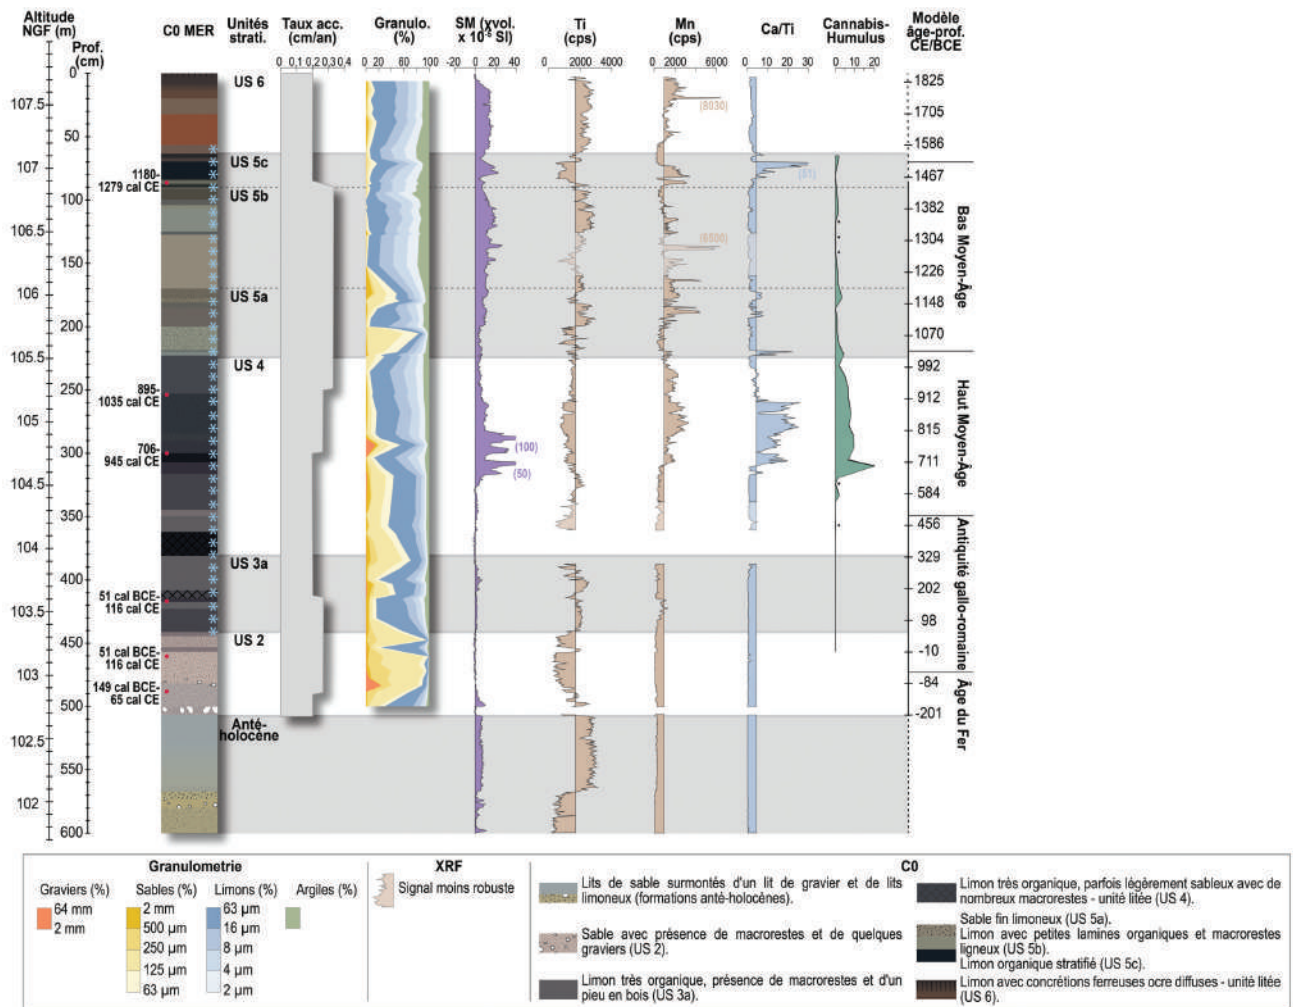 Altitude
NGF (m)
Prof.
(cm)
C0 MER
Unités
strati.
Taux acc.
(cm/an)
Granulo.
(%)
SM (χvol.
x 10⁻⁵ SI)
Ti
(cps)
Mn
(cps)
Ca/Ti
Cannabis-
Humulus
Modèle
âge-prof.
CE/BCE
0 0,1 0,2 0,3 0,4
0 20 60 100
-20 0 20 40
0 2000 4000
0 2000 6000
0 10 20 30
0 10 20
107.5
107
106.5
106
105.5
105
104.5
104
103.5
103
102.5
102
0
50
100
150
200
250
300
350
400
450
500
550
600
1180-
1279 cal CE
895-
1035 cal CE
706-
945 cal CE
51 cal BCE-
116 cal CE
51 cal BCE-
116 cal CE
149 cal BCE-
65 cal CE
US 6
US 5c
US 5b
US 5a
US 4
US 3a
US 2
Anté-
holocène
(100)
(50)
(8030)
(6500)
(51)
1825
1705
1586
1467
1382
1304
1226
1148
1070
992
912
815
711
584
456
329
202
98
-10
-84
-201
Bas Moyen-Âge
Haut Moyen-Âge
Antiquité gallo-romaine
Âge du Fer
Granulometrie
Graviers (%)
64 mm
2 mm
Sables (%)
2 mm
500 µm
250 µm
125 µm
63 µm
Limons (%)
63 µm
16 µm
8 µm
4 µm
2 µm
Argiles (%)
XRF
Signal moins robuste
C0
Lits de sable surmontés d'un lit de gravier et de lits
limoneux (formations anté-holocènes).
Sable avec présence de macrorestes et de quelques
graviers (US 2).
Limon très organique, présence de macrorestes et d'un
pieu en bois (US 3a).
Limon très organique, parfois légèrement sableux avec de
nombreux macrorestes - unité litée (US 4).
Sable fin limoneux (US 5a).
Limon avec petites lamines organiques et macrorestes
ligneux (US 5b).
Limon organique stratifié (US 5c).
Limon avec concrétions ferreuses ocre diffuses - unité litée
(US 6).